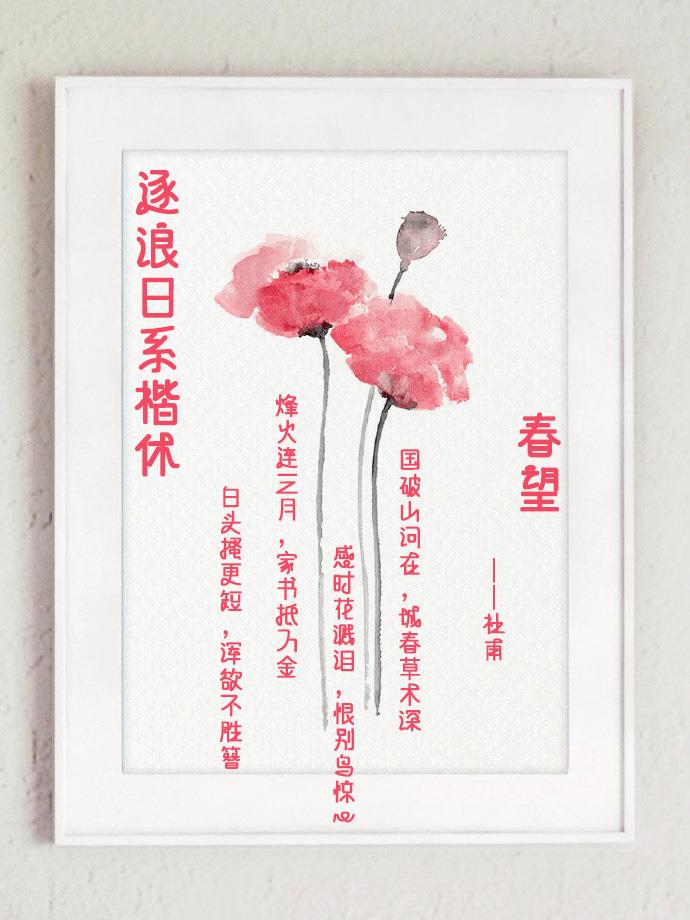 逐浪日系楷体
春望
——杜甫
国破山河在，城春草木深
感时花溅泪，恨别鸟惊心
烽火连三月，家书抵万金
白头搔更短，浑欲不胜簪